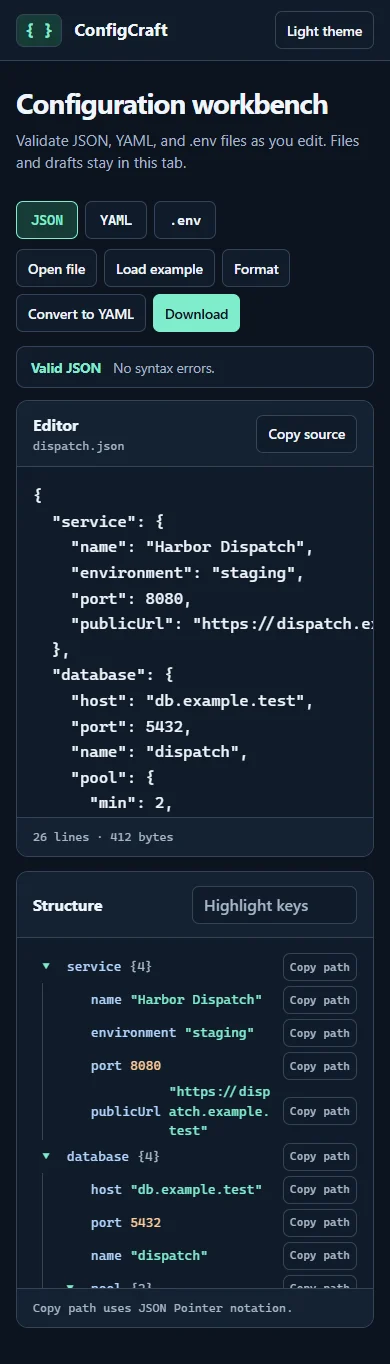 { } ConfigCraft Light theme
Configuration workbench
Validate JSON, YAML, and .env files as you edit. Files
and drafts stay in this tab.
JSON YAML .env
Open file Load example Format
Convert to YAML Download
Valid JSON No syntax errors.
Editor
dispatch.json
Copy source
{
  "service": {
    "name": "Harbor Dispatch",
    "environment": "staging",
    "port": 8080,
    "publicUrl": "https://dispatch.ex
  },
  "database": {
    "host": "db.example.test",
    "port": 5432,
    "name": "dispatch",
    "pool": {
      "min": 2,
26 lines · 412 bytes
Structure Highlight keys
▼ service {4} Copy path
name "Harbor Dispatch" Copy path
environment "staging" Copy path
port 8080 Copy path
publicUrl "https://disp
atch.example.
test" Copy path
▼ database {4} Copy path
host "db.example.test" Copy path
port 5432 Copy path
name "dispatch" Copy path
▼ pool {2} Copy path
Copy path uses JSON Pointer notation.